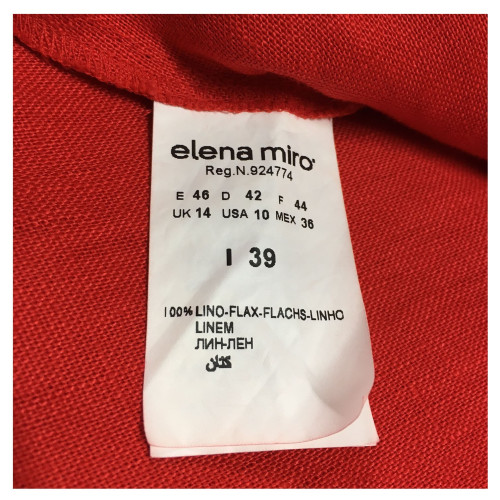 elena mirò
Reg.N.924774
E 46 D 42 F 44
UK 14 USA 10 MEX 36
I 39
100% LINO-FLAX-FLACHS-LINHO
LINEM
ЛИН-ЛЕН
كتان